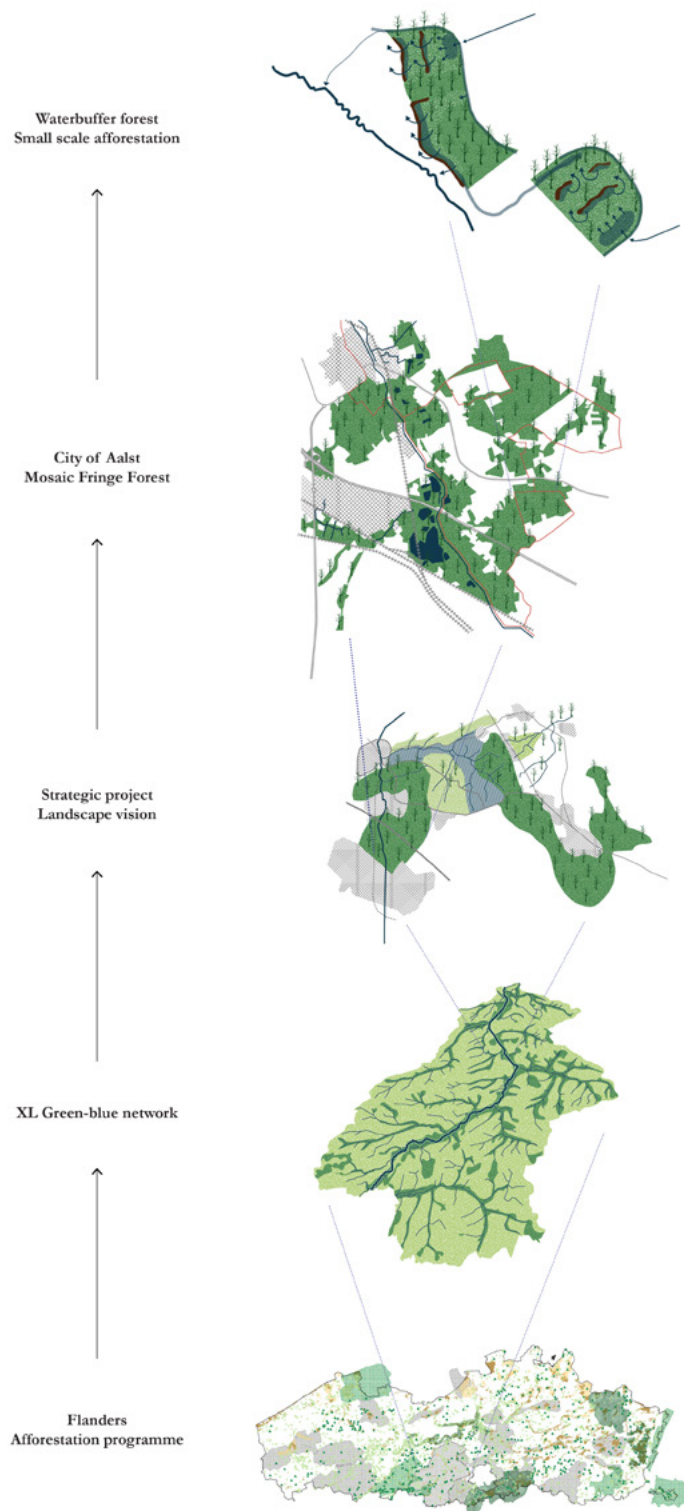 Waterbuffer forest
Small scale afforestation
City of Aalst
Mosaic Fringe Forest
Strategic project
Landscape vision
XL Green-blue network
Flanders
Afforestation programme